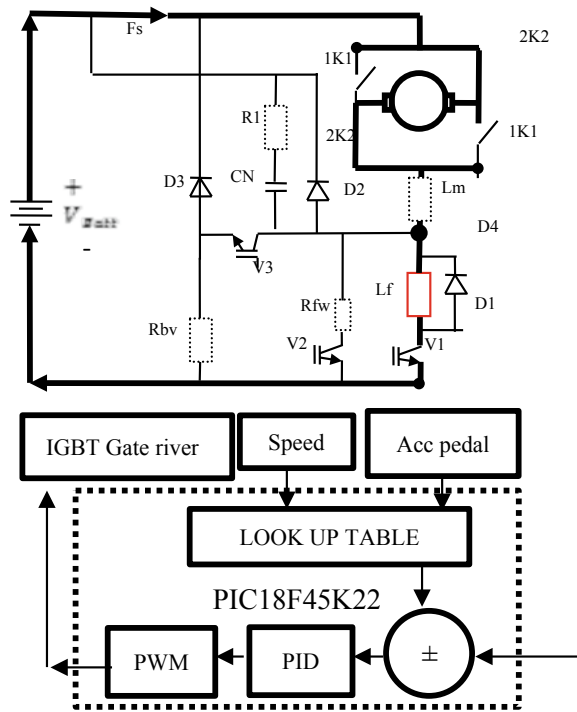 Fs
2K2
1K1
R1
2K2
1K1
D3
CN
D2
Lm
+
V Batt
-
D4
V3
Lf
Rfw
D1
Rbv
V2
V1
IGBT Gate river
Speed
Acc pedal
LOOK UP TABLE
PIC18F45K22
PWM
PID
±